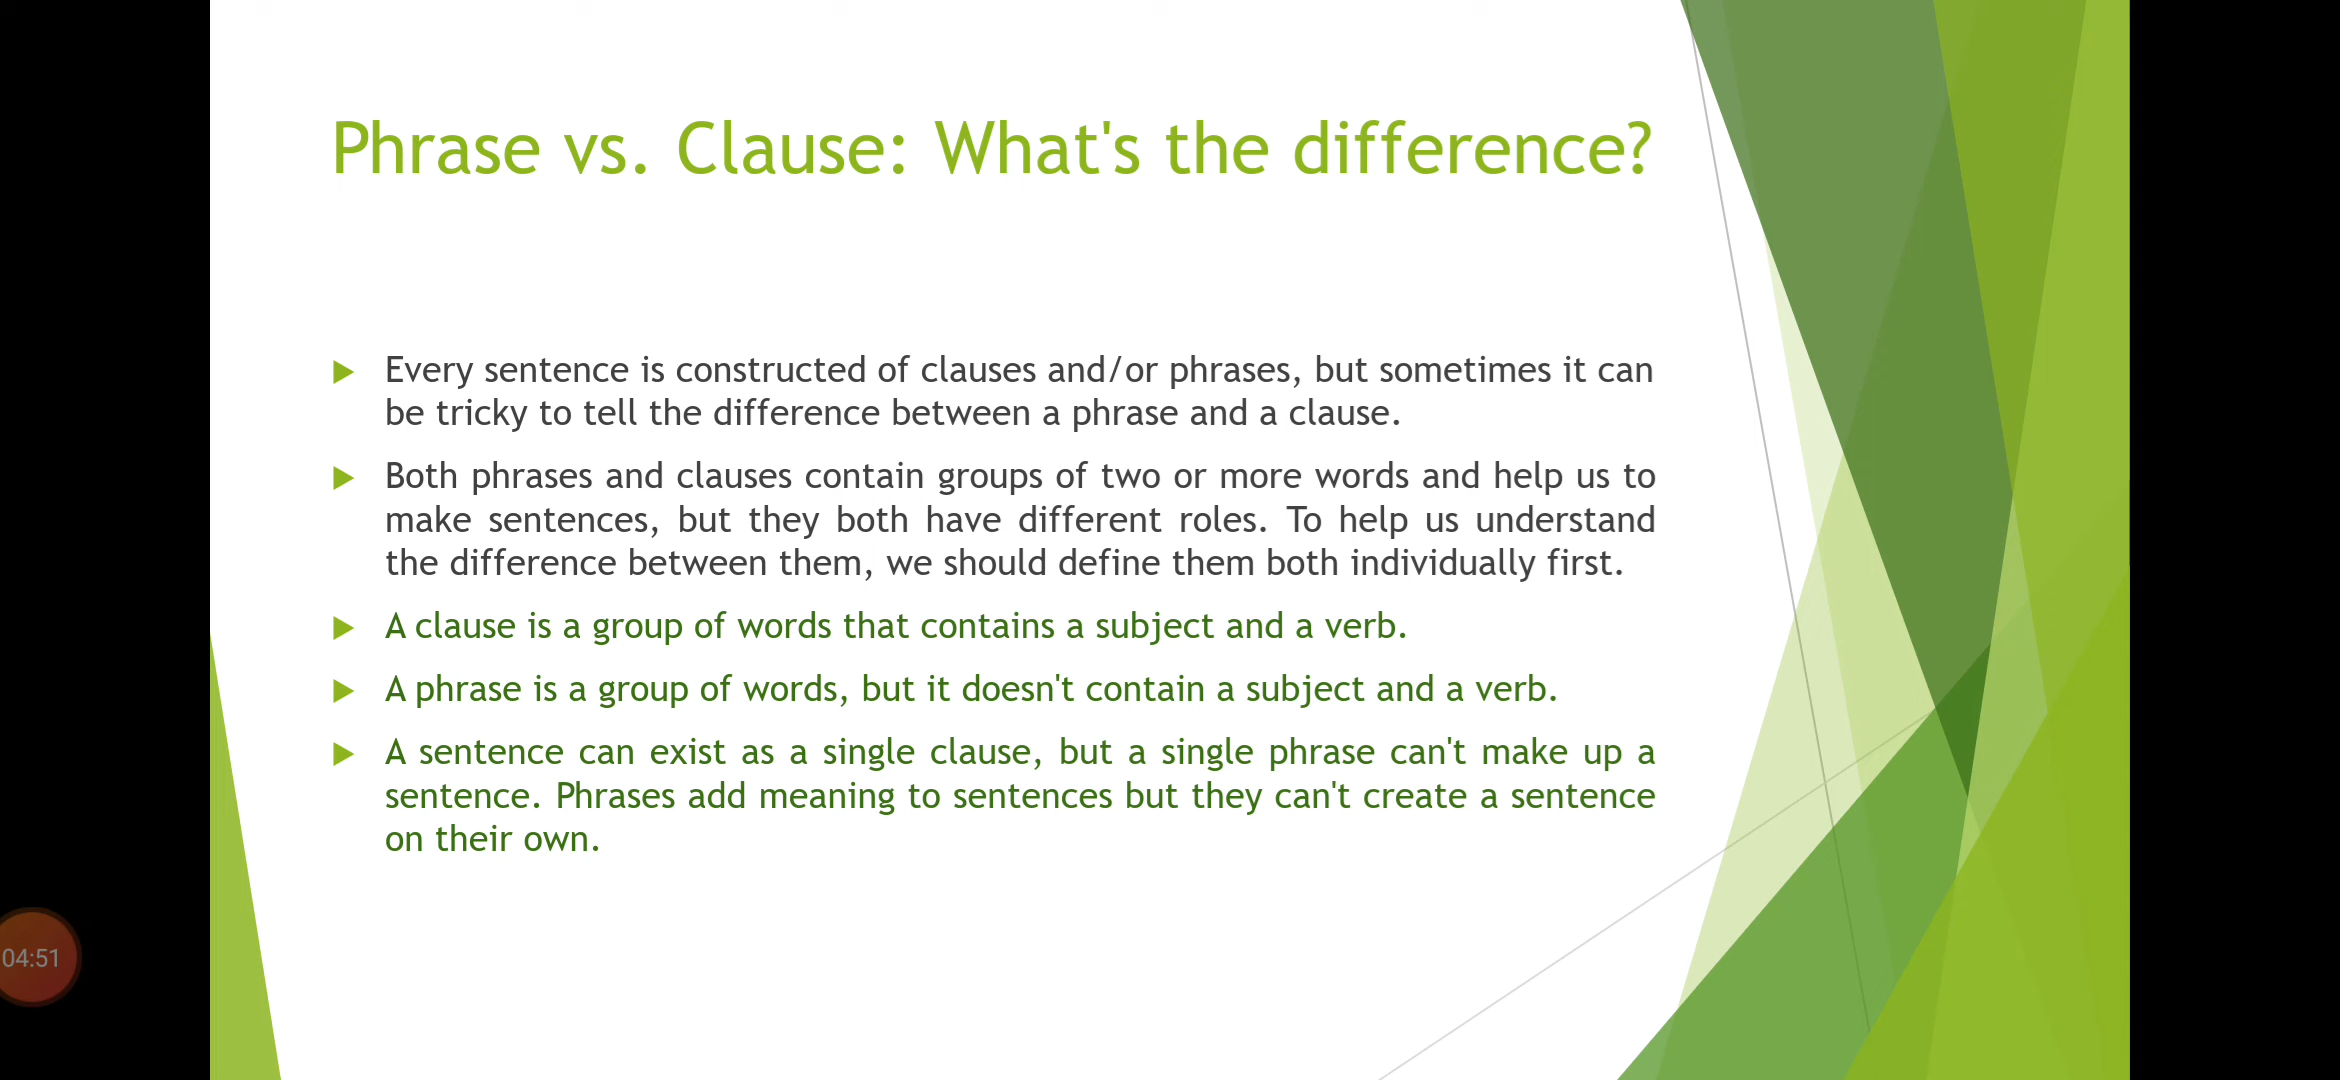 Phrase vs. Clause: What's the difference?
Every sentence is constructed of clauses and/or phrases, but sometimes it can
be tricky to tell the difference between a phrase and a clause.
Both phrases and clauses contain groups of two or more words and help us to
make sentences, but they both have different roles. To help us understand
the difference between them, we should define them both individually first.
A clause is a group of words that contains a subject and a verb.
A phrase is a group of words, but it doesn't contain a subject and a verb.
A sentence can exist as a single clause, but a single phrase can't make up a
sentence. Phrases add meaning to sentences but they can't create a sentence
on their own.
04:51